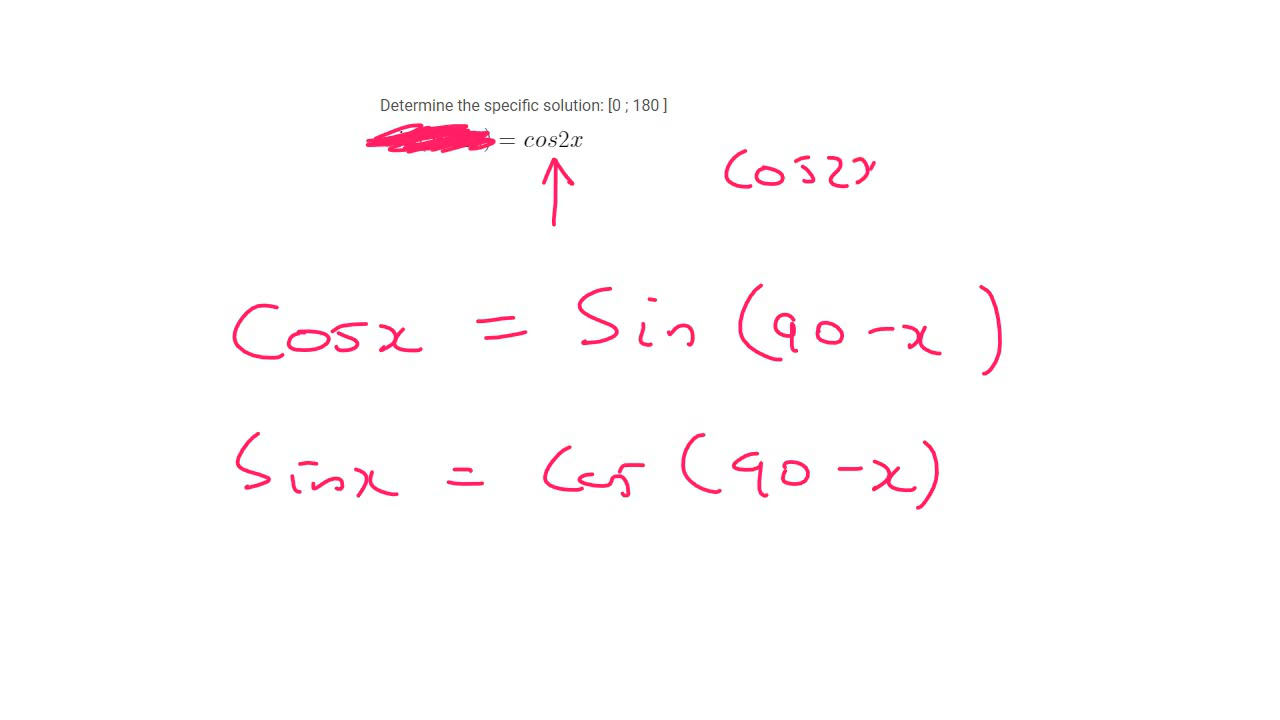 Determine the specific solution: [0 ; 180 ]
) = cos2x
Cos2x
Cosx = Sin (90-x)
Sinx = Cos (90-x)